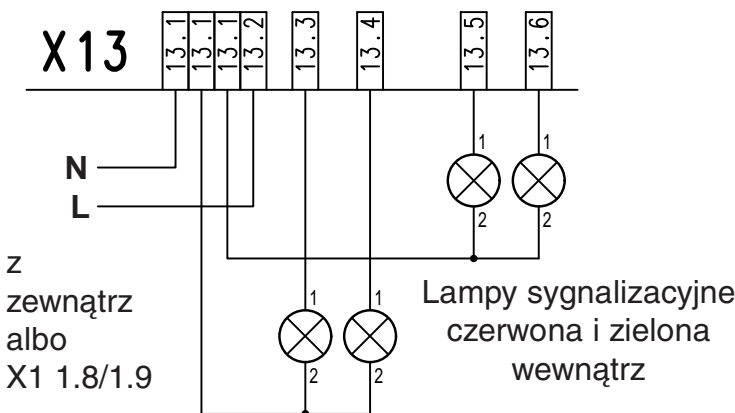 X13
13.1 13.1 13.1 13.2 13.3 13.4 13.5 13.6
N
L
1 1
2 2
z
zewnątrz
albo
X1 1.8/1.9
1 1
2 2
Lampy sygnalizacyjne
czerwona i zielona
wewnątrz